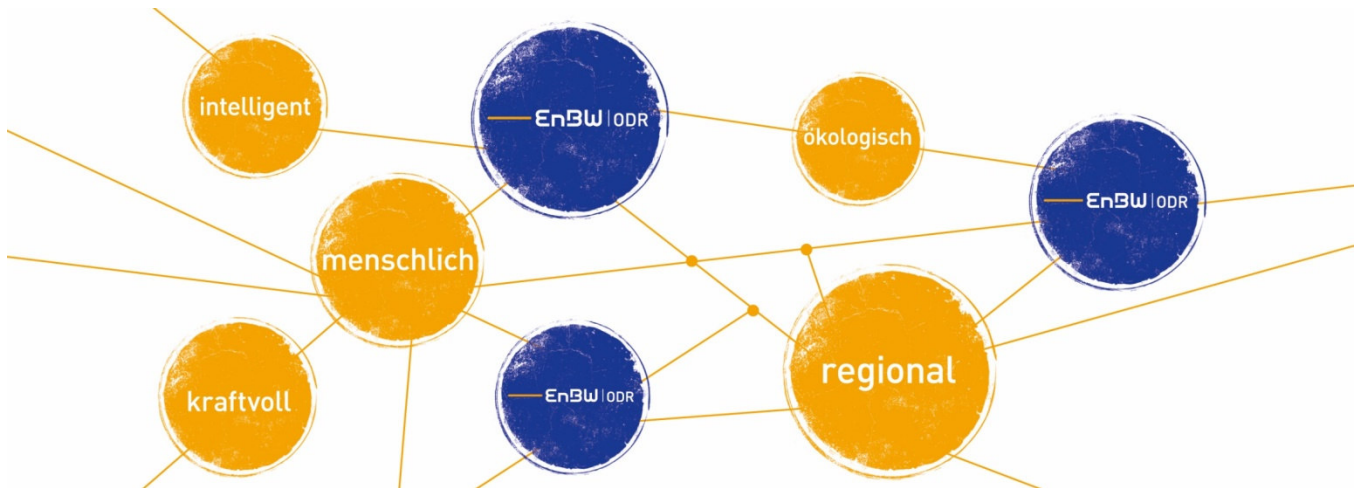 intelligent
EnBW | ODR
ökologisch
EnBW | ODR
menschlich
regional
kraftvoll
EnBW | ODR